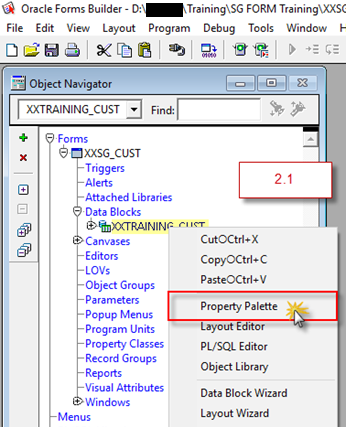 Oracle Forms Builder - D:\ \Training\SG FORM Training\XXSG
File Edit View Layout Program Debug Tools Window
Object Navigator
XXTRAINING_CUST Find:
Forms
XXSG_CUST
Triggers
Alerts
Attached Libraries
2.1
Data Blocks
XXTRAINING_CUST
Canvases
Editors
LOVs
Object Groups
Parameters
Popup Menus
Program Units
Property Classes
Record Groups
Reports
Visual Attributes
Windows
Menus
Cut○Ctrl+X
Copy○Ctrl+C
Paste○Ctrl+V
Property Palette
Layout Editor
PL/SQL Editor
Object Library
Data Block Wizard
Layout Wizard